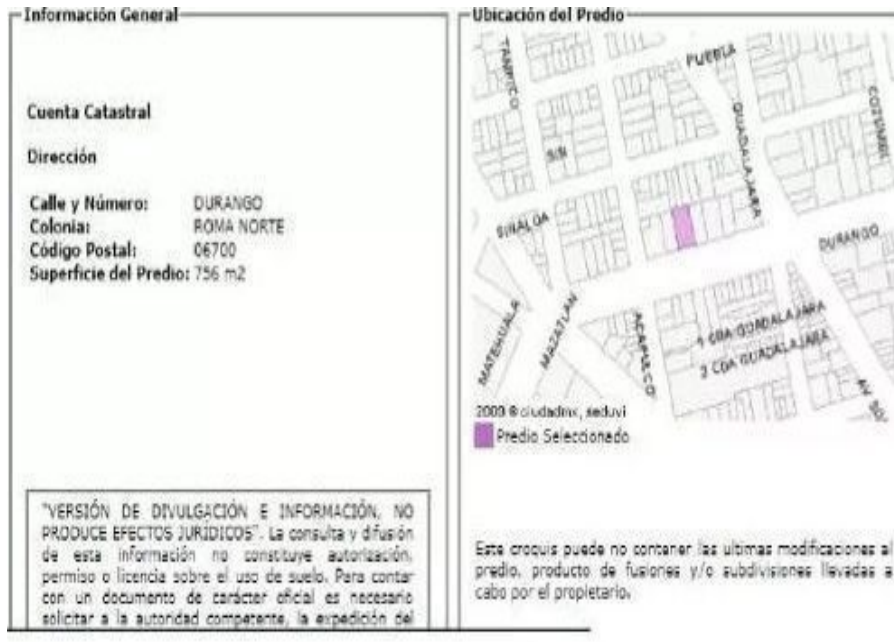 Información General
Cuenta Catastral
Dirección
Calle y Número: DURANGO
Colonia: ROMA NORTE
Código Postal: 06700
Superficie del Predio: 756 m2
"VERSIÓN DE DIVULGACIÓN E INFORMACIÓN, NO
PRODUCE EFECTOS JURÍDICOS". La consulta y difusión
de esta información no constituye autorización,
permiso o licencia sobre el uso de suelo. Para contar
con un documento de carácter oficial es necesario
solicitar a la autoridad competente, la expedición del
Ubicación del Predio
TAMPICO
PUEBLA
GUADALAJARA
COZUMEL
S/N
SINALOA
DURANGO
MATEHUALA
MAZATLAN
ACAPULCO
1 CDA GUADALAJARA
2 CDA GUADALAJARA
AV
2009 © ciudadmx, seduvi
Predio Seleccionado
Este croquis puede no contener las ultimas modificaciones al
predio, producto de fusiones y/o subdivisiones llevadas a
cabo por el propietario.